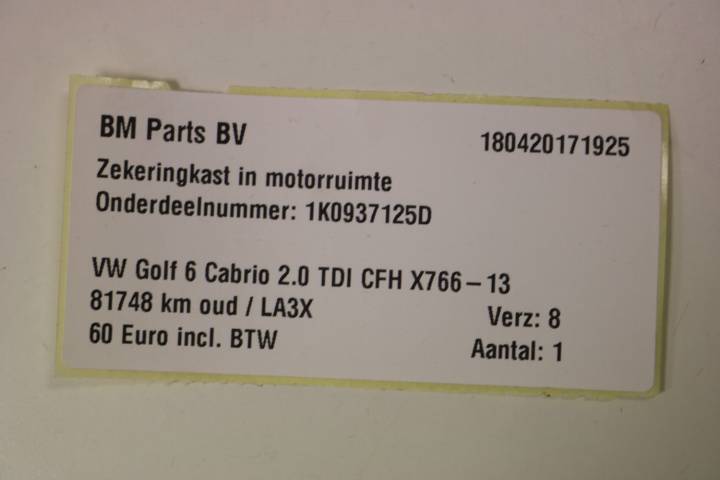 BM Parts BV 180420171925
Zekeringkast in motorruimte
Onderdeelnummer: 1K0937125D
VW Golf 6 Cabrio 2.0 TDI CFH X766-13
81748 km oud / LA3X Verz: 8
60 Euro incl. BTW Aantal: 1